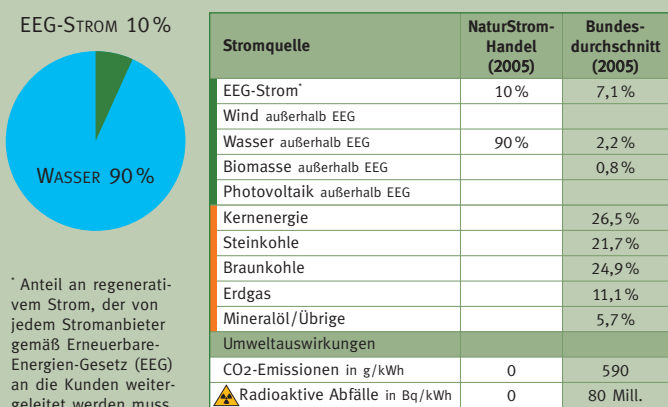 EEG-STROM 10 %
WASSER 90 %
* Anteil an regenerati-
vem Strom, der von
jedem Stromanbieter
gemäß Erneuerbare-
Energien-Gesetz (EEG)
an die Kunden weiter-
geleitet werden muss
Stromquelle NaturStrom-Handel (2005) Bundes-durchschnitt (2005)
EEG-Strom* 10 % 7,1 %
Wind außerhalb EEG
Wasser außerhalb EEG 90 % 2,2 %
Biomasse außerhalb EEG 0,8 %
Photovoltaik außerhalb EEG
Kernenergie 26,5 %
Steinkohle 21,7 %
Braunkohle 24,9 %
Erdgas 11,1 %
Mineralöl/Übrige 5,7 %
Umweltauswirkungen
CO2-Emissionen in g/kWh 0 590
Radioaktive Abfälle in Bq/kWh 0 80 Mill.